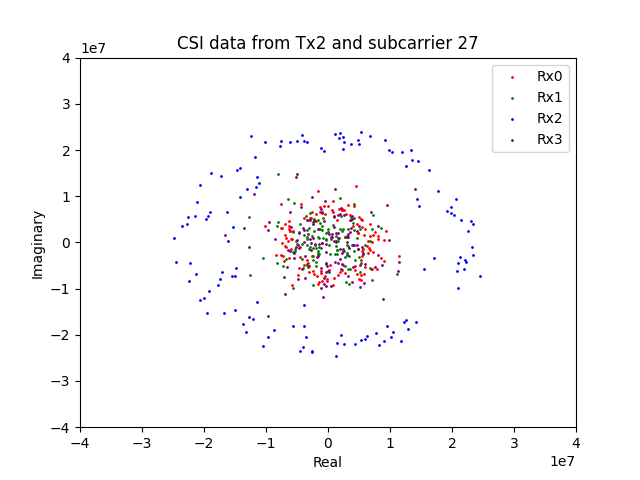 CSI data from Tx2 and subcarrier 27
1e7
4
3
2
1
0
−1
−2
−3
−4
Imaginary
Rx0
Rx1
Rx2
Rx3
−4 −3 −2 −1 0 1 2 3 4
Real
1e7